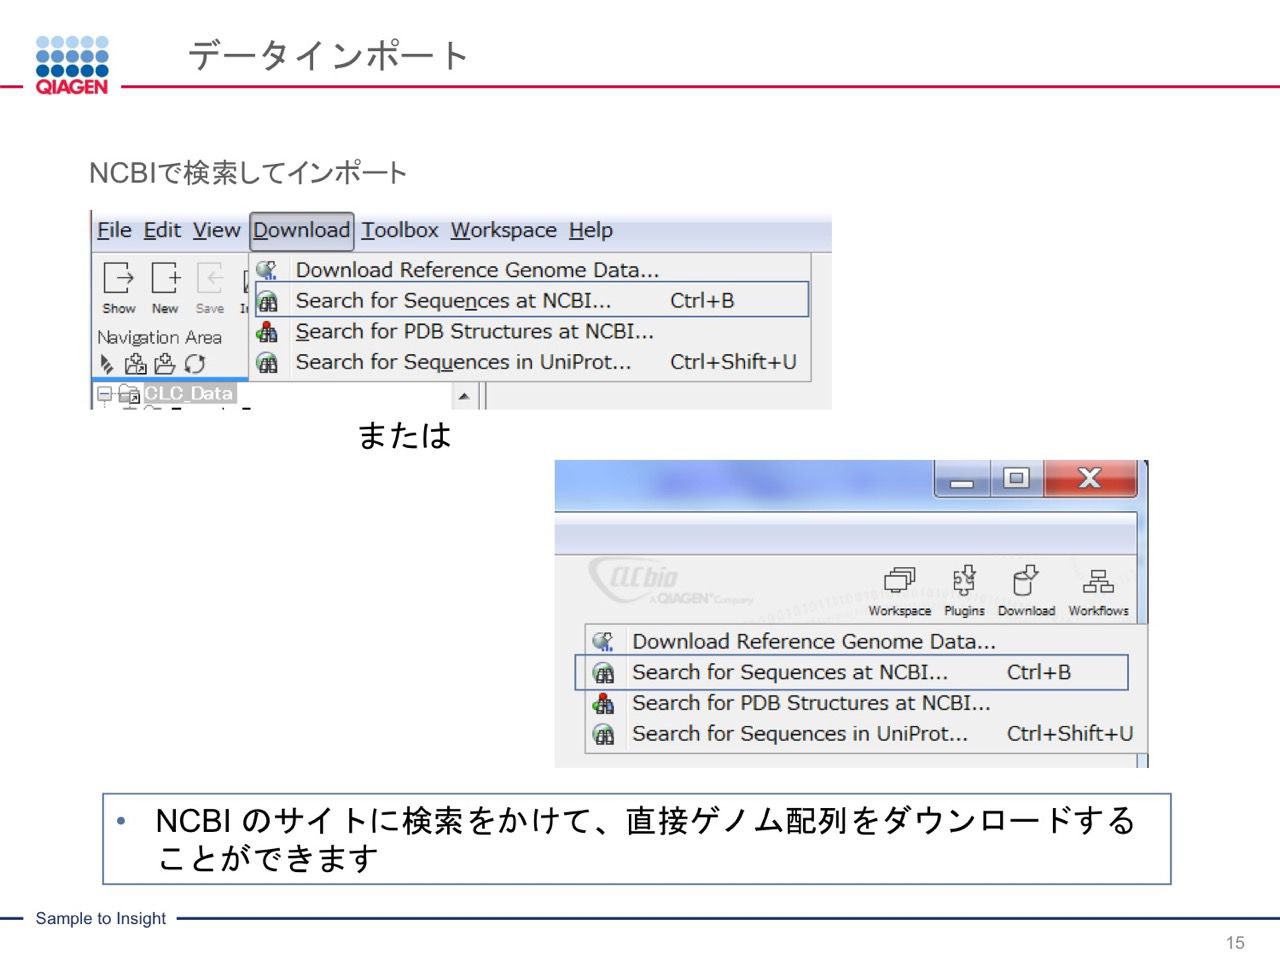 QIAGEN
データインポート
NCBIで検索してインポート
File Edit View Download Toolbox Workspace Help
Download Reference Genome Data...
Search for Sequences at NCBI... Ctrl+B
Show New Save
Search for PDB Structures at NCBI...
Navigation Area
Search for Sequences in UniProt... Ctrl+Shift+U
CLC_Data
または
CLC bio
A QIAGEN Company
Workspace Plugins Download Workflows
Download Reference Genome Data...
Search for Sequences at NCBI... Ctrl+B
Search for PDB Structures at NCBI...
Search for Sequences in UniProt... Ctrl+Shift+U
• NCBI のサイトに検索をかけて、直接ゲノム配列をダウンロードする
ことができます
Sample to Insight
15